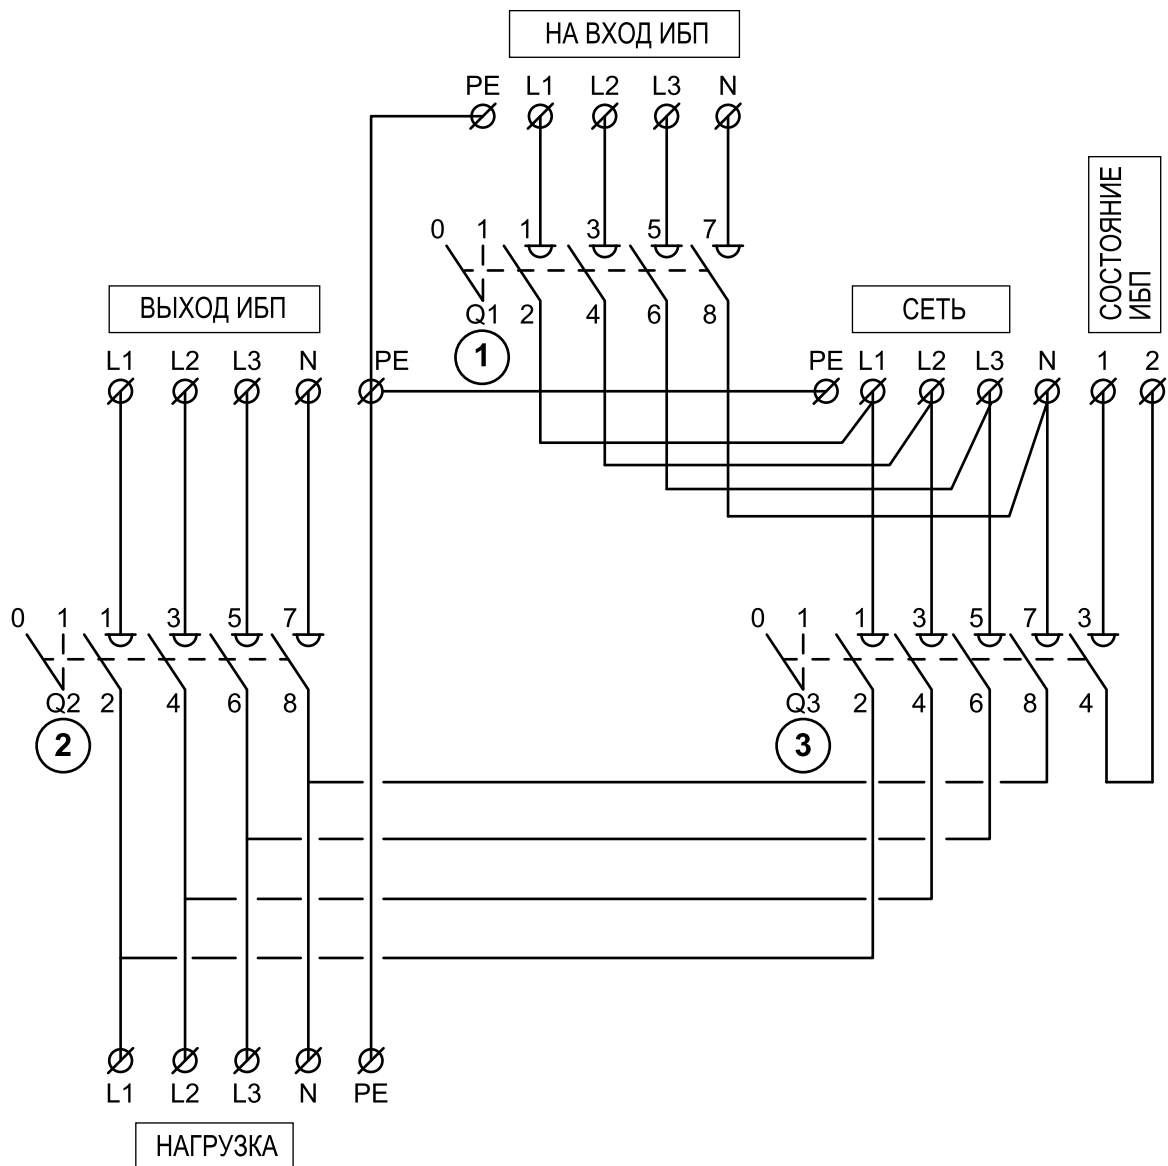 НА ВХОД ИБП
PE L1 L2 L3 N
СОСТОЯНИЕ
ИБП
0 1 1 3 5 7
Q1 2 4 6 8
1
ВЫХОД ИБП
СЕТЬ
L1 L2 L3 N PE PE L1 L2 L3 N 1 2
0 1 1 3 5 7 0 1 1 3 5 7 3
Q2 2 4 6 8 Q3 2 4 6 8 4
2 3
L1 L2 L3 N PE
НАГРУЗКА